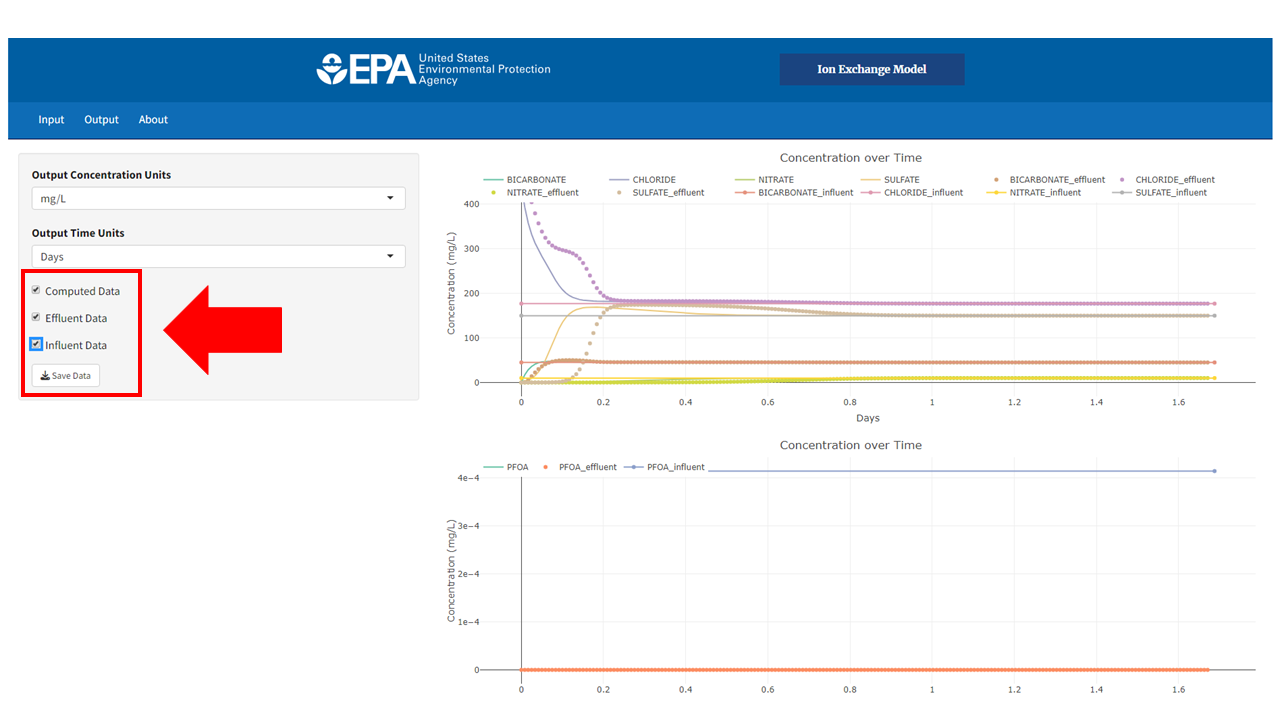 EPA
United States
Environmental Protection
Agency
Ion Exchange Model
Input Output About
Output Concentration Units
mg/L
Output Time Units
Days
Computed Data
Effluent Data
Influent Data
Save Data
Concentration over Time
BICARBONATE CHLORIDE NITRATE SULFATE BICARBONATE_effluent CHLORIDE_effluent
NITRATE_effluent SULFATE_effluent BICARBONATE_influent CHLORIDE_influent NITRATE_influent SULFATE_influent
400
300
200
100
0
Concentration (mg/L)
0 0.2 0.4 0.6 0.8 1 1.2 1.4 1.6
Days
Concentration over Time
PFOA PFOA_effluent PFOA_influent
4e−4
3e−4
2e−4
1e−4
0
Concentration (mg/L)
0 0.2 0.4 0.6 0.8 1 1.2 1.4 1.6